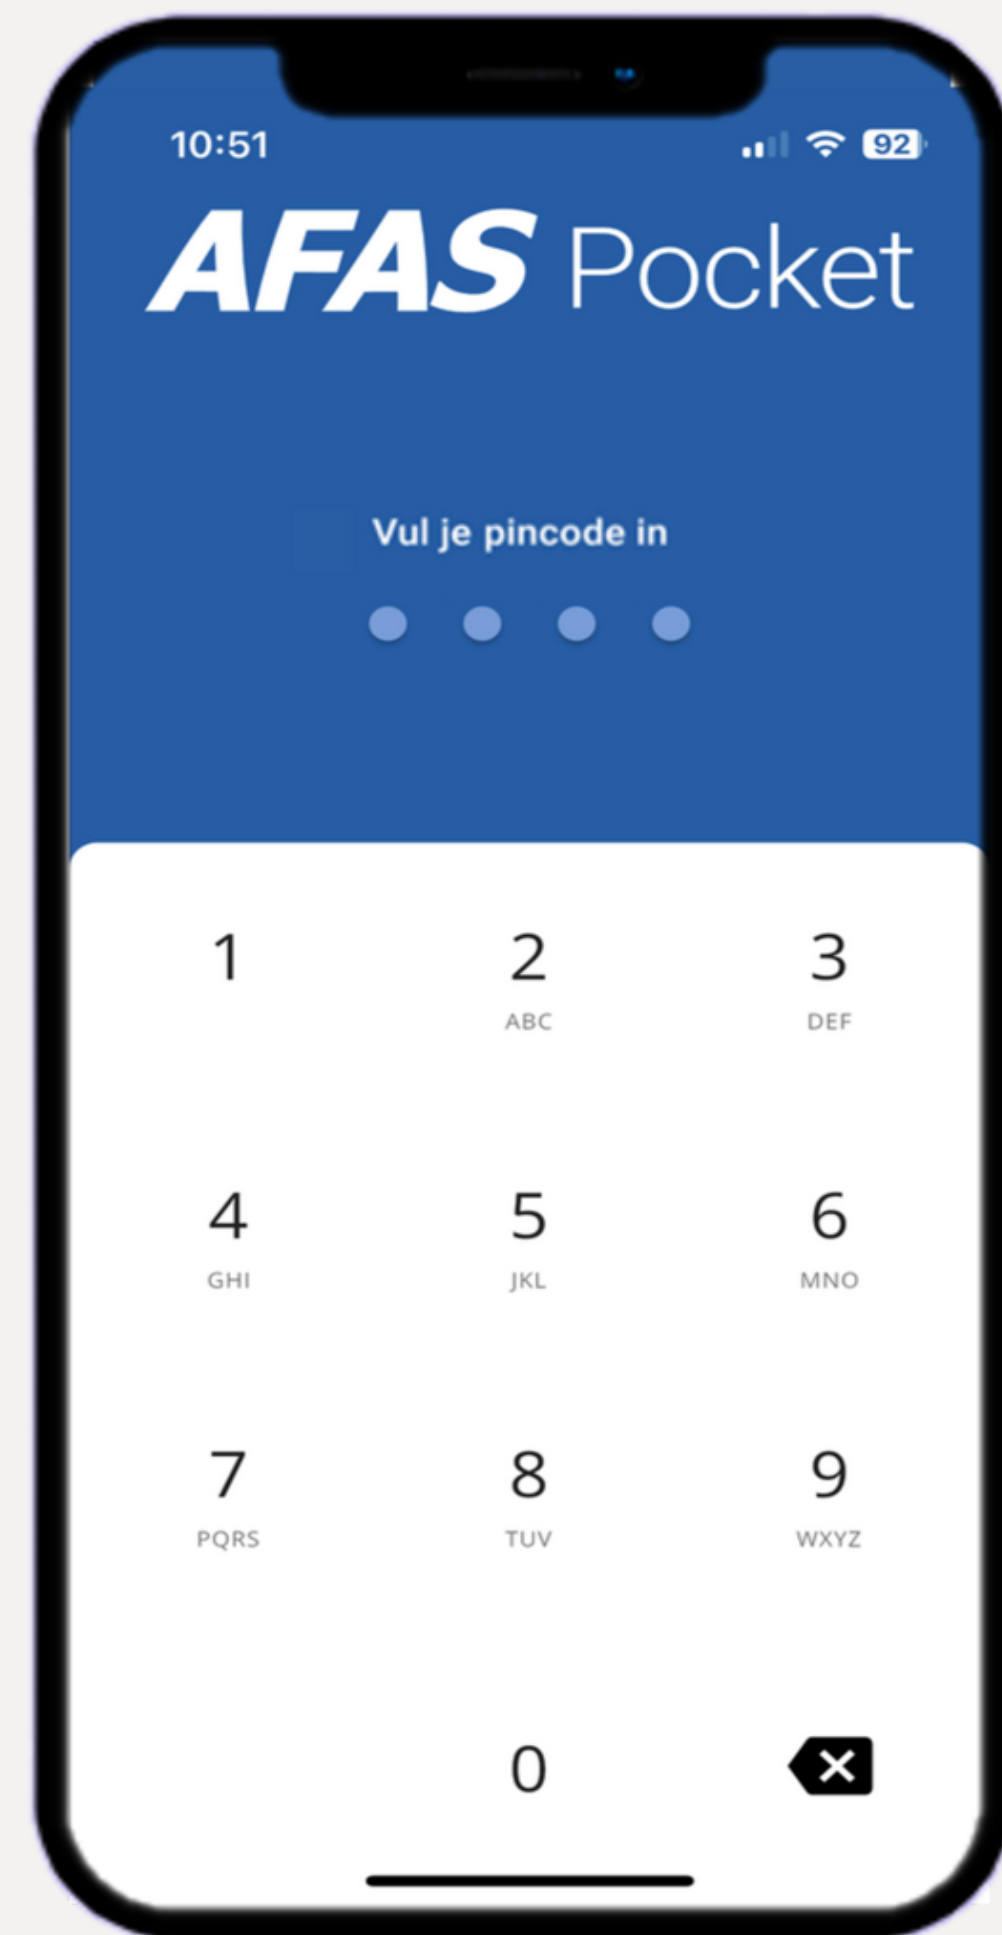 10:51 92
AFAS Pocket
Vul je pincode in
1 2 3
ABC DEF
4 5 6
GHI JKL MNO
7 8 9
PQRS TUV WXYZ
0